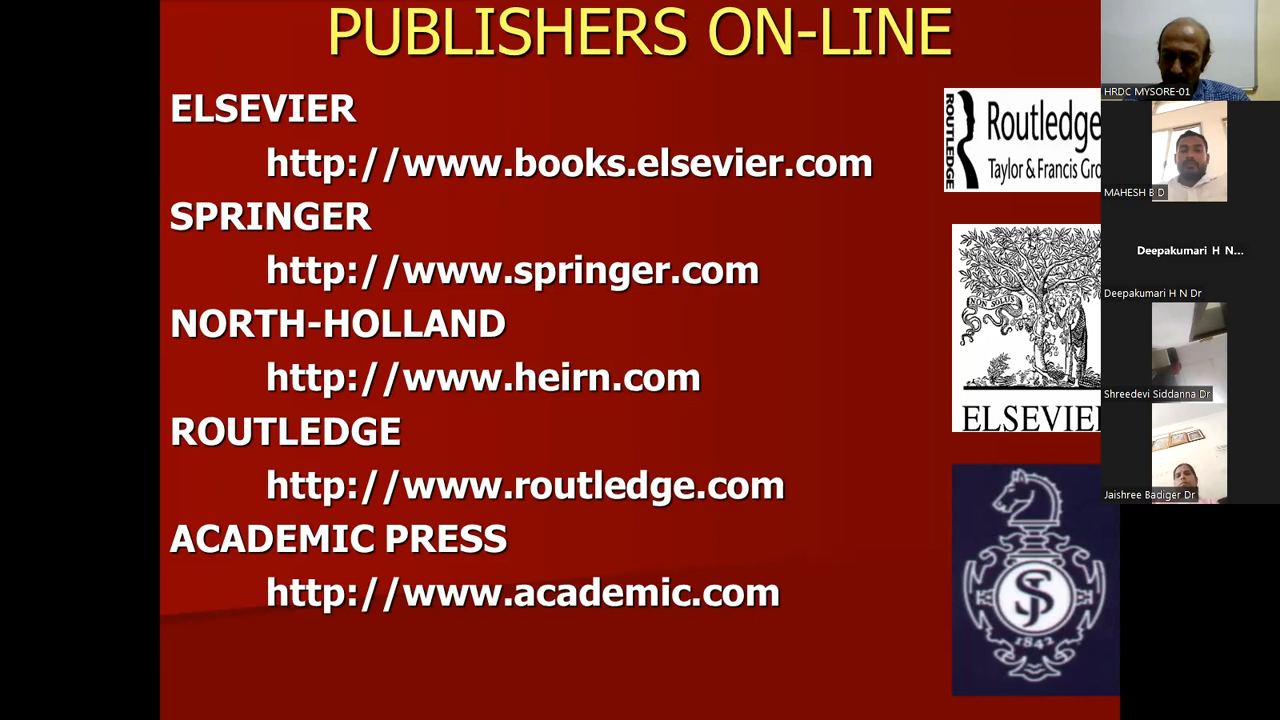 PUBLISHERS ON-LINE
ELSEVIER
http://www.books.elsevier.com
SPRINGER
http://www.springer.com
NORTH-HOLLAND
http://www.heirn.com
ROUTLEDGE
http://www.routledge.com
ACADEMIC PRESS
http://www.academic.com
ROUTLEDGE
Routledge
Taylor & Francis Gro
NON SOLUS
ELSEVIER
SJ
1842
HRDC MYSORE-01
MAHESH B D
Deepakumari H N...
Deepakumari H N Dr
Shreedevi Siddanna Dr
Jaishree Badiger Dr